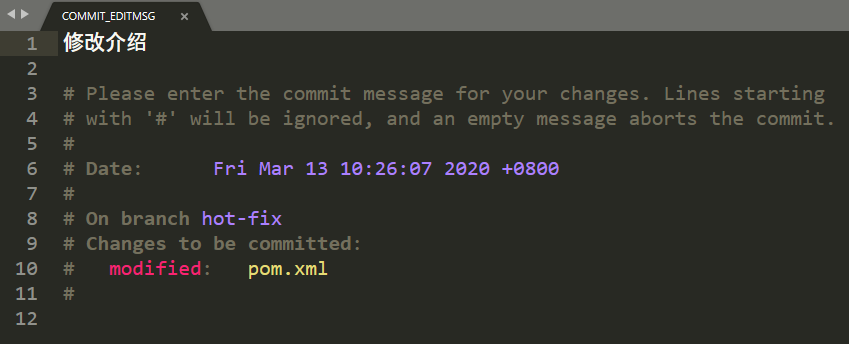 COMMIT_EDITMSG ×
1 修改介绍
2
3 # Please enter the commit message for your changes. Lines starting
4 # with '#' will be ignored, and an empty message aborts the commit.
5 #
6 # Date:      Fri Mar 13 10:26:07 2020 +0800
7 #
8 # On branch hot-fix
9 # Changes to be committed:
10 #   modified:   pom.xml
11 #
12